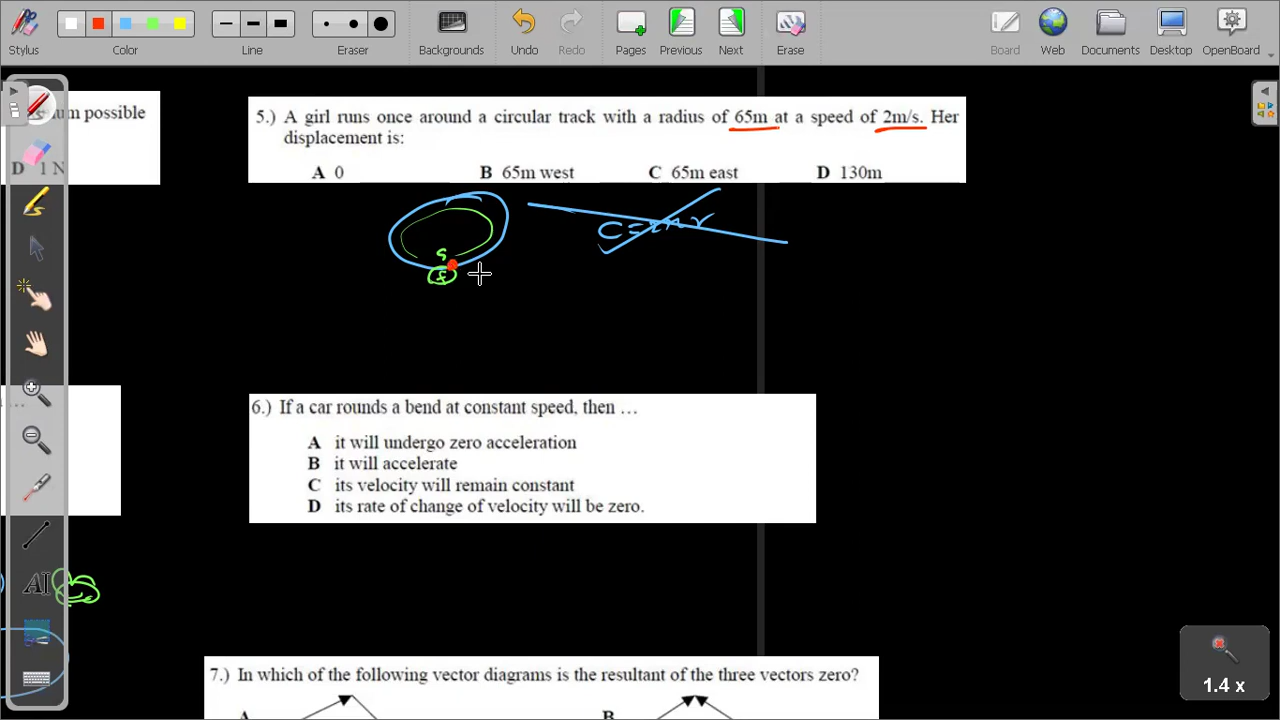 Stylus Color Line Eraser Backgrounds Undo Redo Pages Previous Next Erase Board Web Documents Desktop OpenBoard
um possible
D 1 N
5.) A girl runs once around a circular track with a radius of 65m at a speed of 2m/s. Her
displacement is:
A 0 B 65m west C 65m east D 130m
C = 2πr
s
f
6.) If a car rounds a bend at constant speed, then …
A it will undergo zero acceleration
B it will accelerate
C its velocity will remain constant
D its rate of change of velocity will be zero.
7.) In which of the following vector diagrams is the resultant of the three vectors zero?
A B
1.4 x